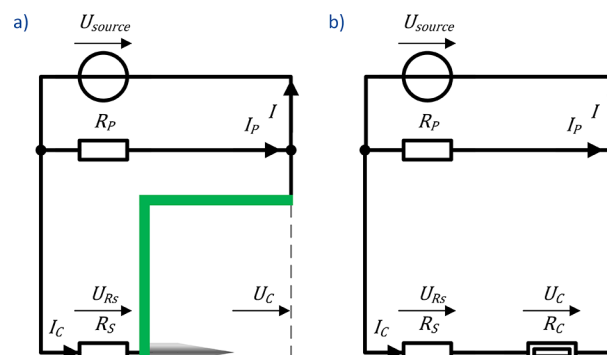 a)
U_source
R_P
I_P
I
U_Rs
U_C
I_C
R_S
b)
U_source
R_P
I_P
I
U_Rs
U_C
I_C
R_S
R_C